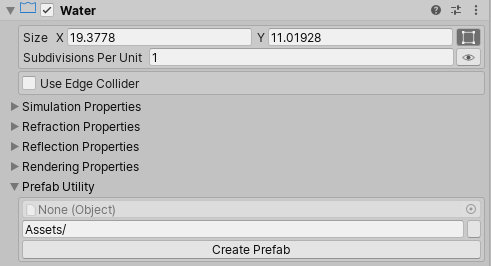 Water
Size X 19.3778 Y 11.01928
Subdivisions Per Unit 1
Use Edge Collider
Simulation Properties
Refraction Properties
Reflection Properties
Rendering Properties
Prefab Utility
None (Object)
Assets/
Create Prefab